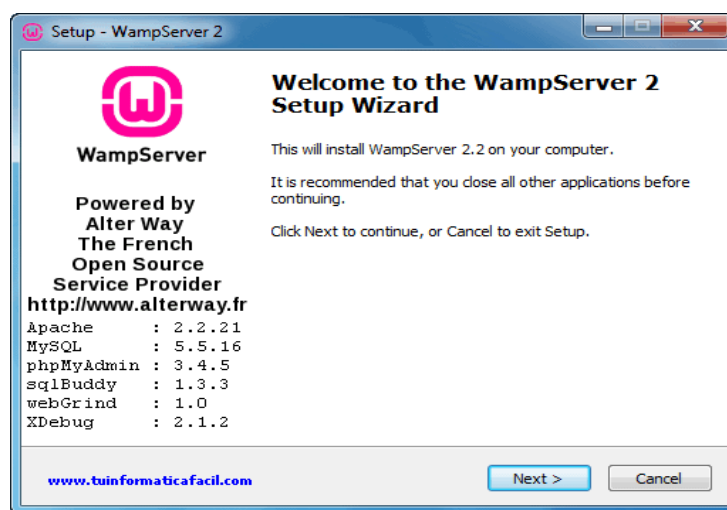 Setup - WampServer 2
WampServer
Powered by
Alter Way
The French
Open Source
Service Provider
http://www.alterway.fr
Apache : 2.2.21
MySQL : 5.5.16
phpMyAdmin : 3.4.5
sqlBuddy : 1.3.3
webGrind : 1.0
XDebug : 2.1.2
Welcome to the WampServer 2
Setup Wizard
This will install WampServer 2.2 on your computer.
It is recommended that you close all other applications before
continuing.
Click Next to continue, or Cancel to exit Setup.
www.tuinformaticafacil.com
Next >
Cancel